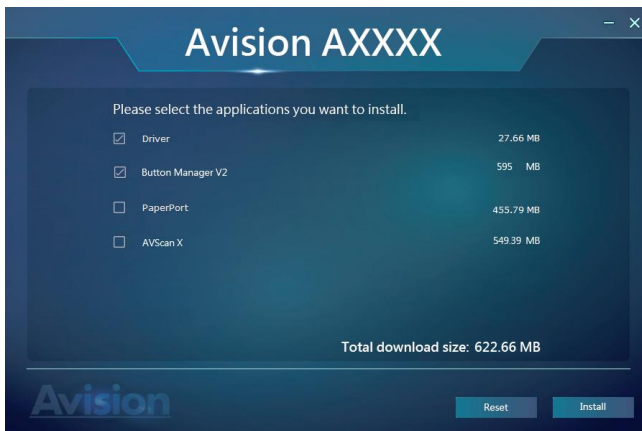 Avision AXXXX
Please select the applications you want to install.
Driver 27.66 MB
Button Manager V2 595 MB
PaperPort 455.79 MB
AVScan X 549.39 MB
Total download size: 622.66 MB
Avision
Reset Install